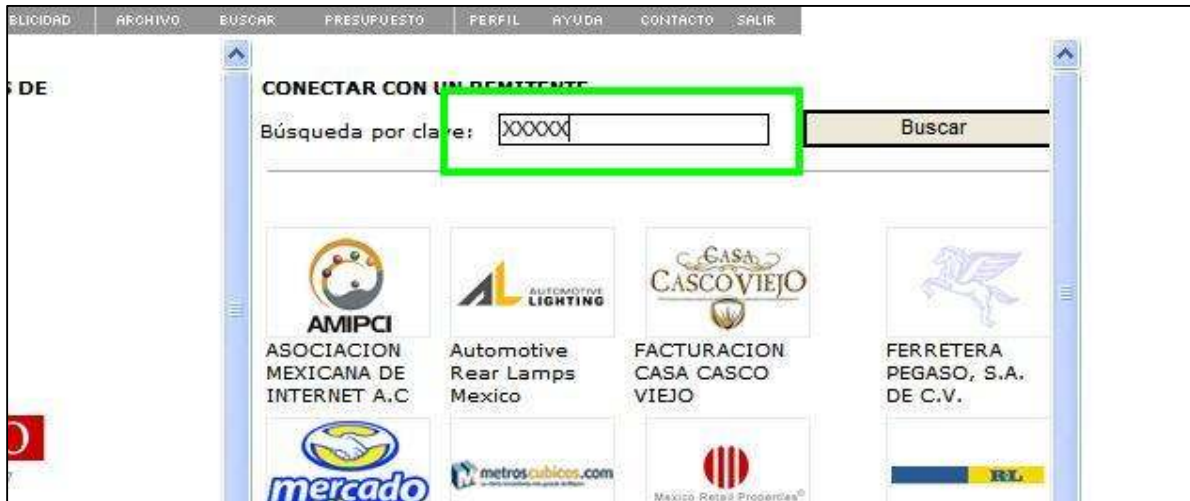 BLICIDAD ARCHIVO BUSCAR PRESUPUESTO PERFIL AYUDA CONTACTO SALIR
S DE
CONECTAR CON UN REMITENTE
Búsqueda por clave: XXXXX Buscar
CASA
CASCO VIEJO
AL AUTOMOTIVE
LIGHTING
AMIPCI
ASOCIACION
MEXICANA DE
INTERNET A.C
Automotive
Rear Lamps
Mexico
FACTURACION
CASA CASCO
VIEJO
FERRETERA
PEGASO, S.A.
DE C.V.
O
mercado
metroscubicos.com
Mexico Retail Properties
RL